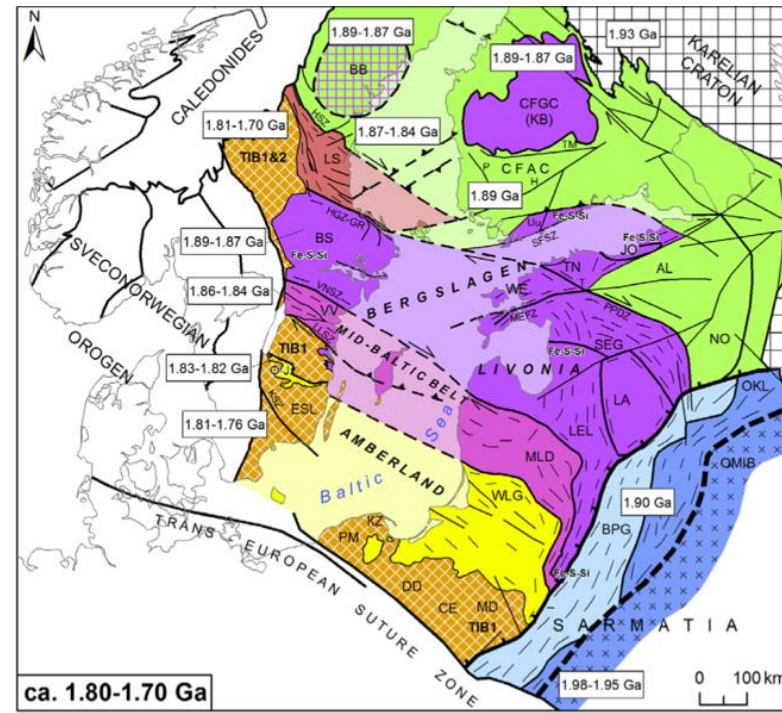 N
CALEDONIDES
1.89-1.87 Ga
BB
1.89-1.87 Ga
1.93 Ga
KARELIAN
CRATON
CFGC
(KB)
HSZ
1.87-1.84 Ga
1.81-1.70 Ga
TIB1&2
LS
TM
P
CFAC
H
1.89 Ga
HGZ-GR
Uu
SFSZ
Fe-S-Si
Fe-S-Si
JO
SVECONORWEGIAN
OROGEN
1.89-1.87 Ga
BS
Fe-S-Si
BERGSLAGEN
TN
AL
WE
1.86-1.84 Ga
VNSZ
VV
MEFZ
PPDZ
LLSZ
TIB1
MID-BALTIC BELT
Fe-S-Si
SEG
NO
LIVONIA
1.83-1.82 Ga
OJ
OKL
LA
ESL
1.81-1.76 Ga
LEL
AMBERLAND
Sea
MLD
OMIB
Baltic
WLG
1.90 Ga
BPG
TRANS-EUROPEAN SUTURE ZONE
KZ
PM
Fe-S-Si
DD
CE
MD
TIB1
SARMATIA
ca. 1.80-1.70 Ga
1.98-1.95 Ga
0 100 km